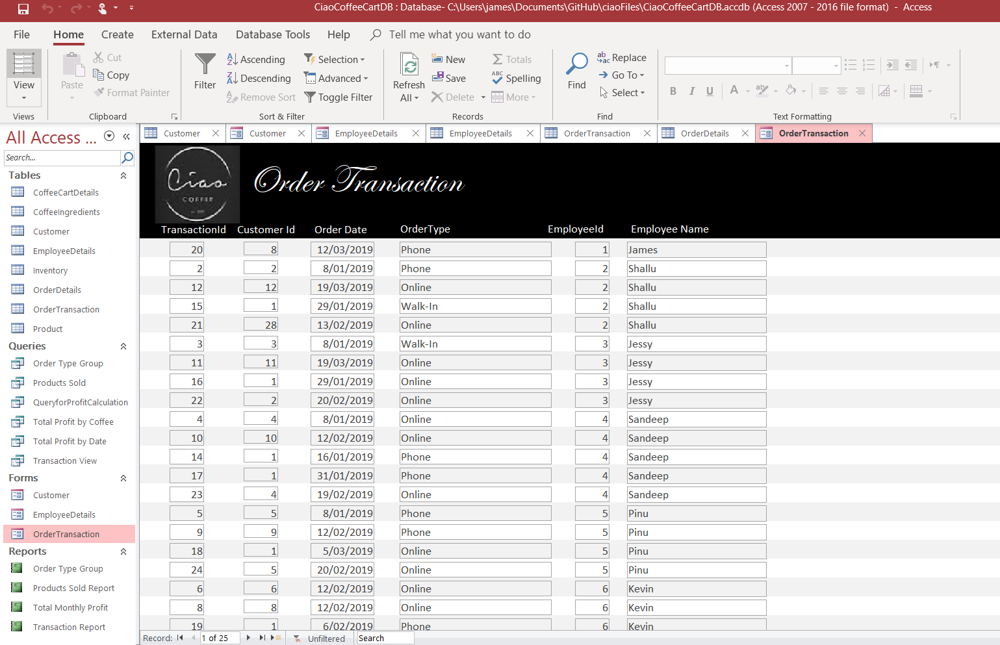 CiaoCoffeeCartDB : Database- C:\Users\james\Documents\GitHub\ciaoFiles\CiaoCoffeeCartDB.accdb (Access 2007 - 2016 file format) - Access
File Home Create External Data Database Tools Help Tell me what you want to do
View
Views
Paste
Cut
Copy
Format Painter
Clipboard
Filter
Ascending
Descending
Remove Sort
Selection
Advanced
Toggle Filter
Sort & Filter
Refresh
All
New
Save
Delete
Totals
Spelling
More
Records
Find
Replace
Go To
Select
Find
B I U A
Text Formatting
All Access ...
Search...
Tables
CoffeeCartDetails
CoffeeIngredients
Customer
EmployeeDetails
Inventory
OrderDetails
OrderTransaction
Product
Queries
Order Type Group
Products Sold
QueryforProfitCalculation
Total Profit by Coffee
Total Profit by Date
Transaction View
Forms
Customer
EmployeeDetails
OrderTransaction
Reports
Order Type Group
Products Sold Report
Total Monthly Profit
Transaction Report
Customer Customer EmployeeDetails EmployeeDetails OrderTransaction OrderDetails OrderTransaction
Ciao
COFFEE
Order Transaction
TransactionId Customer Id Order Date OrderType EmployeeId Employee Name
20 8 12/03/2019 Phone 1 James
2 2 8/01/2019 Phone 2 Shallu
12 12 19/03/2019 Online 2 Shallu
15 1 29/01/2019 Walk-In 2 Shallu
21 28 13/02/2019 Online 2 Shallu
3 3 8/01/2019 Walk-In 3 Jessy
11 11 19/03/2019 Online 3 Jessy
16 1 29/01/2019 Online 3 Jessy
22 2 20/02/2019 Online 3 Jessy
4 4 8/01/2019 Online 4 Sandeep
10 10 12/02/2019 Online 4 Sandeep
14 1 16/01/2019 Phone 4 Sandeep
17 1 31/01/2019 Phone 4 Sandeep
23 4 19/02/2019 Online 4 Sandeep
5 5 8/01/2019 Phone 5 Pinu
9 9 12/02/2019 Phone 5 Pinu
18 1 5/03/2019 Online 5 Pinu
24 5 20/02/2019 Online 5 Pinu
6 6 12/02/2019 Online 6 Kevin
8 8 12/02/2019 Online 6 Kevin
19 1 6/02/2019 Phone 6 Kevin
Record: 1 of 25 Unfiltered Search